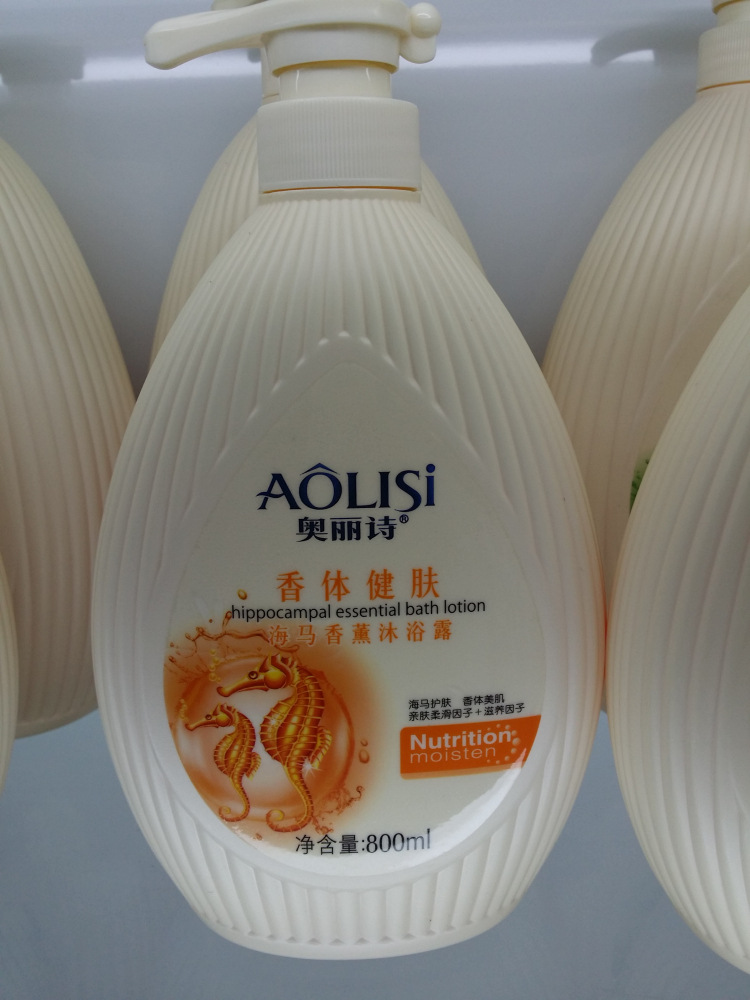 AÔLISi
奥丽诗®
香体健肤
hippocampal essential bath lotion
海马香薰沐浴露
海马护肤 香体美肌
亲肤柔滑因子+滋养因子
Nutrition
moisten
净含量:800ml